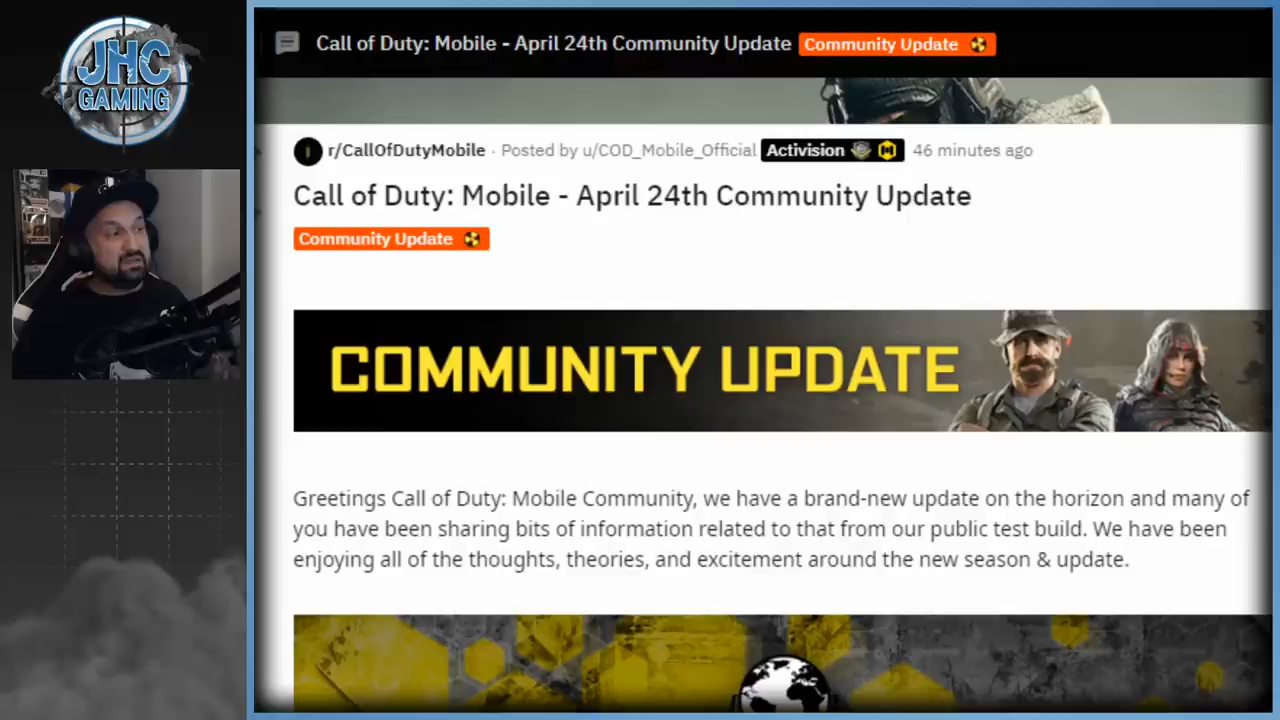 JHC
GAMING
Call of Duty: Mobile - April 24th Community Update Community Update
r/CallOfDutyMobile · Posted by u/COD_Mobile_Official Activision 46 minutes ago
Call of Duty: Mobile - April 24th Community Update
Community Update
COMMUNITY UPDATE
Greetings Call of Duty: Mobile Community, we have a brand-new update on the horizon and many of
you have been sharing bits of information related to that from our public test build. We have been
enjoying all of the thoughts, theories, and excitement around the new season & update.